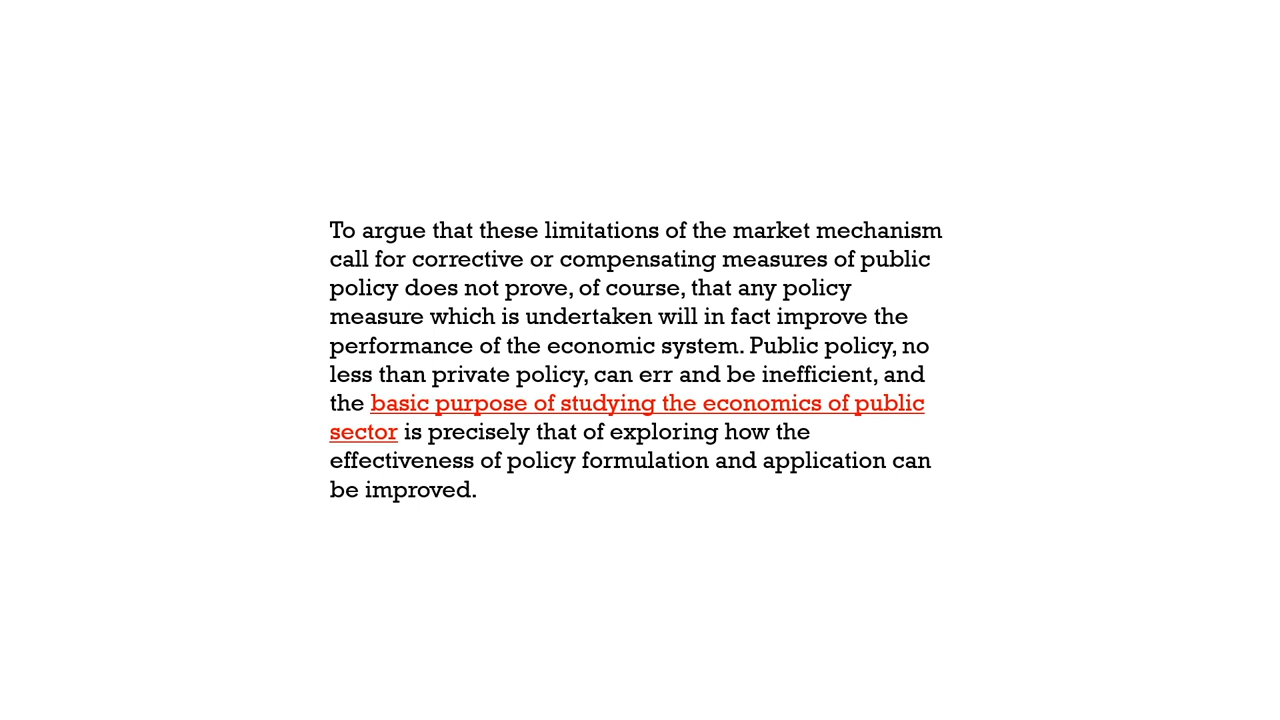 To argue that these limitations of the market mechanism
call for corrective or compensating measures of public
policy does not prove, of course, that any policy
measure which is undertaken will in fact improve the
performance of the economic system. Public policy, no
less than private policy, can err and be inefficient, and
the basic purpose of studying the economics of public
sector is precisely that of exploring how the
effectiveness of policy formulation and application can
be improved.